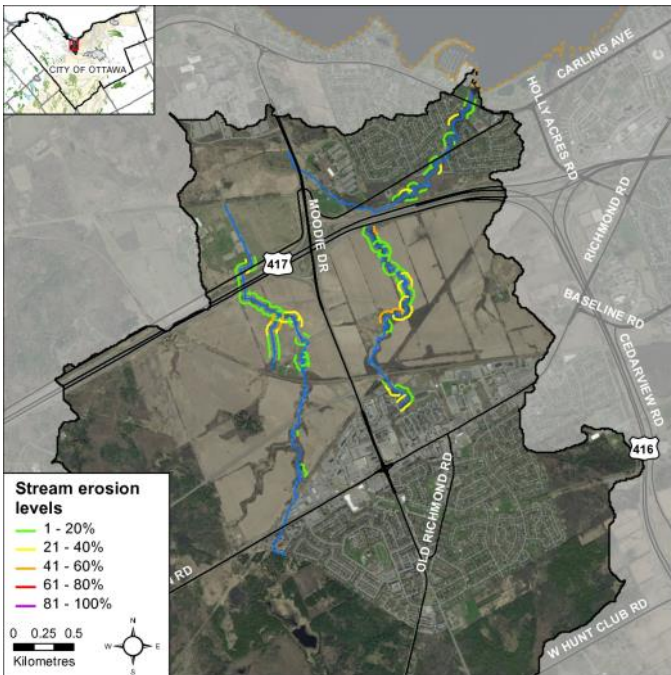 CITY OF OTTAWA
CARLING AVE
HOLLY ACRES RD
RICHMOND RD
MOODIE DR
417
BASELINE RD
CEDARVIEW RD
416
OLD RICHMOND RD
RD
W HUNT CLUB RD
Stream erosion
levels
1 - 20%
21 - 40%
41 - 60%
61 - 80%
81 - 100%
0 0.25 0.5
Kilometres
N
W E
S